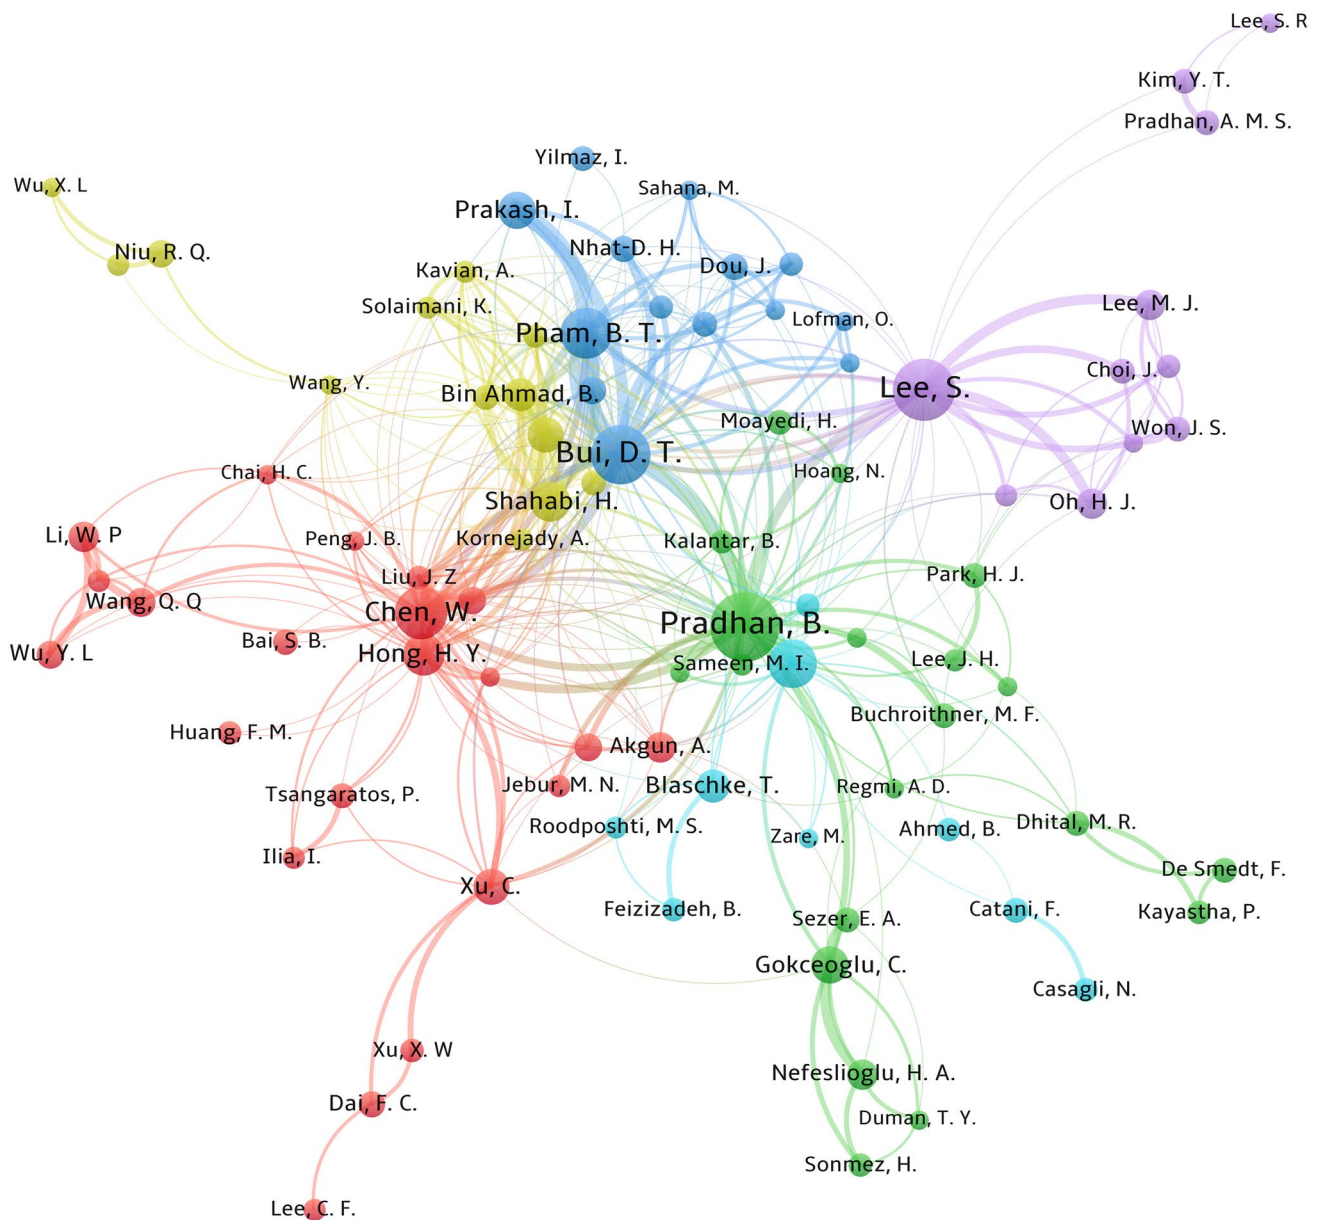 Lee, S. R
Kim, Y. T.
Pradhan, A. M. S.
Yilmaz, I.
Wu, X. L
Sahana, M.
Prakash, I.
Niu, R. Q.
Nhat-D. H.
Kavian, A.
Dou, J.
Solaimani, K.
Lee, M. J.
Lofman, O.
Pham, B. T.
Choi, J.
Wang, Y.
Lee, S.
Bin Ahmad, B.
Moayedi, H.
Won, J. S.
Bui, D. T.
Chai, H. C.
Hoang, N.
Shahabi, H.
Oh, H. J.
Li, W. P
Peng, J. B.
Kornejady, A.
Kalantar, B.
Liu, J. Z
Park, H. J.
Wang, Q. Q
Chen, W.
Pradhan, B.
Bai, S. B.
Wu, Y. L
Hong, H. Y.
Sameen, M. I.
Lee, J. H.
Buchroithner, M. F.
Huang, F. M.
Akgun, A.
Jebur, M. N.
Blaschke, T.
Regmi, A. D.
Tsangaratos, P.
Roodposhti, M. S.
Zare, M.
Ahmed, B.
Dhital, M. R.
Ilia, I.
De Smedt, F.
Xu, C.
Feizizadeh, B.
Sezer, E. A.
Catani, F.
Kayastha, P.
Gokceoglu, C.
Casagli, N.
Xu, X. W
Nefeslioglu, H. A.
Dai, F. C.
Duman, T. Y.
Sonmez, H.
Lee, C. F.